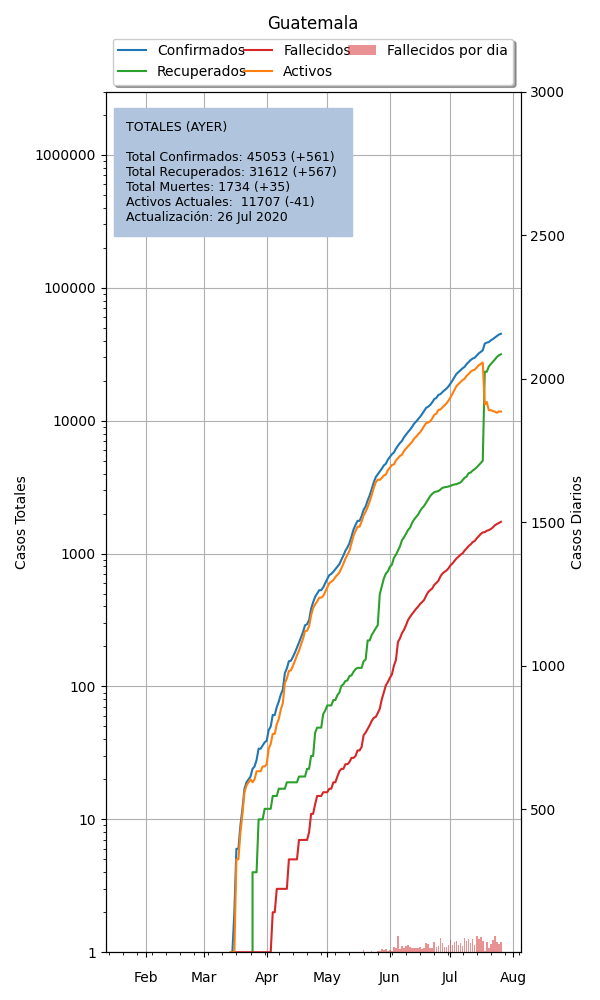 Guatemala
Confirmados Fallecidos Fallecidos por dia
Recuperados Activos
TOTALES (AYER)
Total Confirmados: 45053 (+561)
Total Recuperados: 31612 (+567)
Total Muertes: 1734 (+35)
Activos Actuales:  11707 (-41)
Actualización: 26 Jul 2020
Casos Totales
1000000
100000
10000
1000
100
10
1
3000
2500
2000
1500
1000
500
Casos Diarios
Feb Mar Apr May Jun Jul Aug